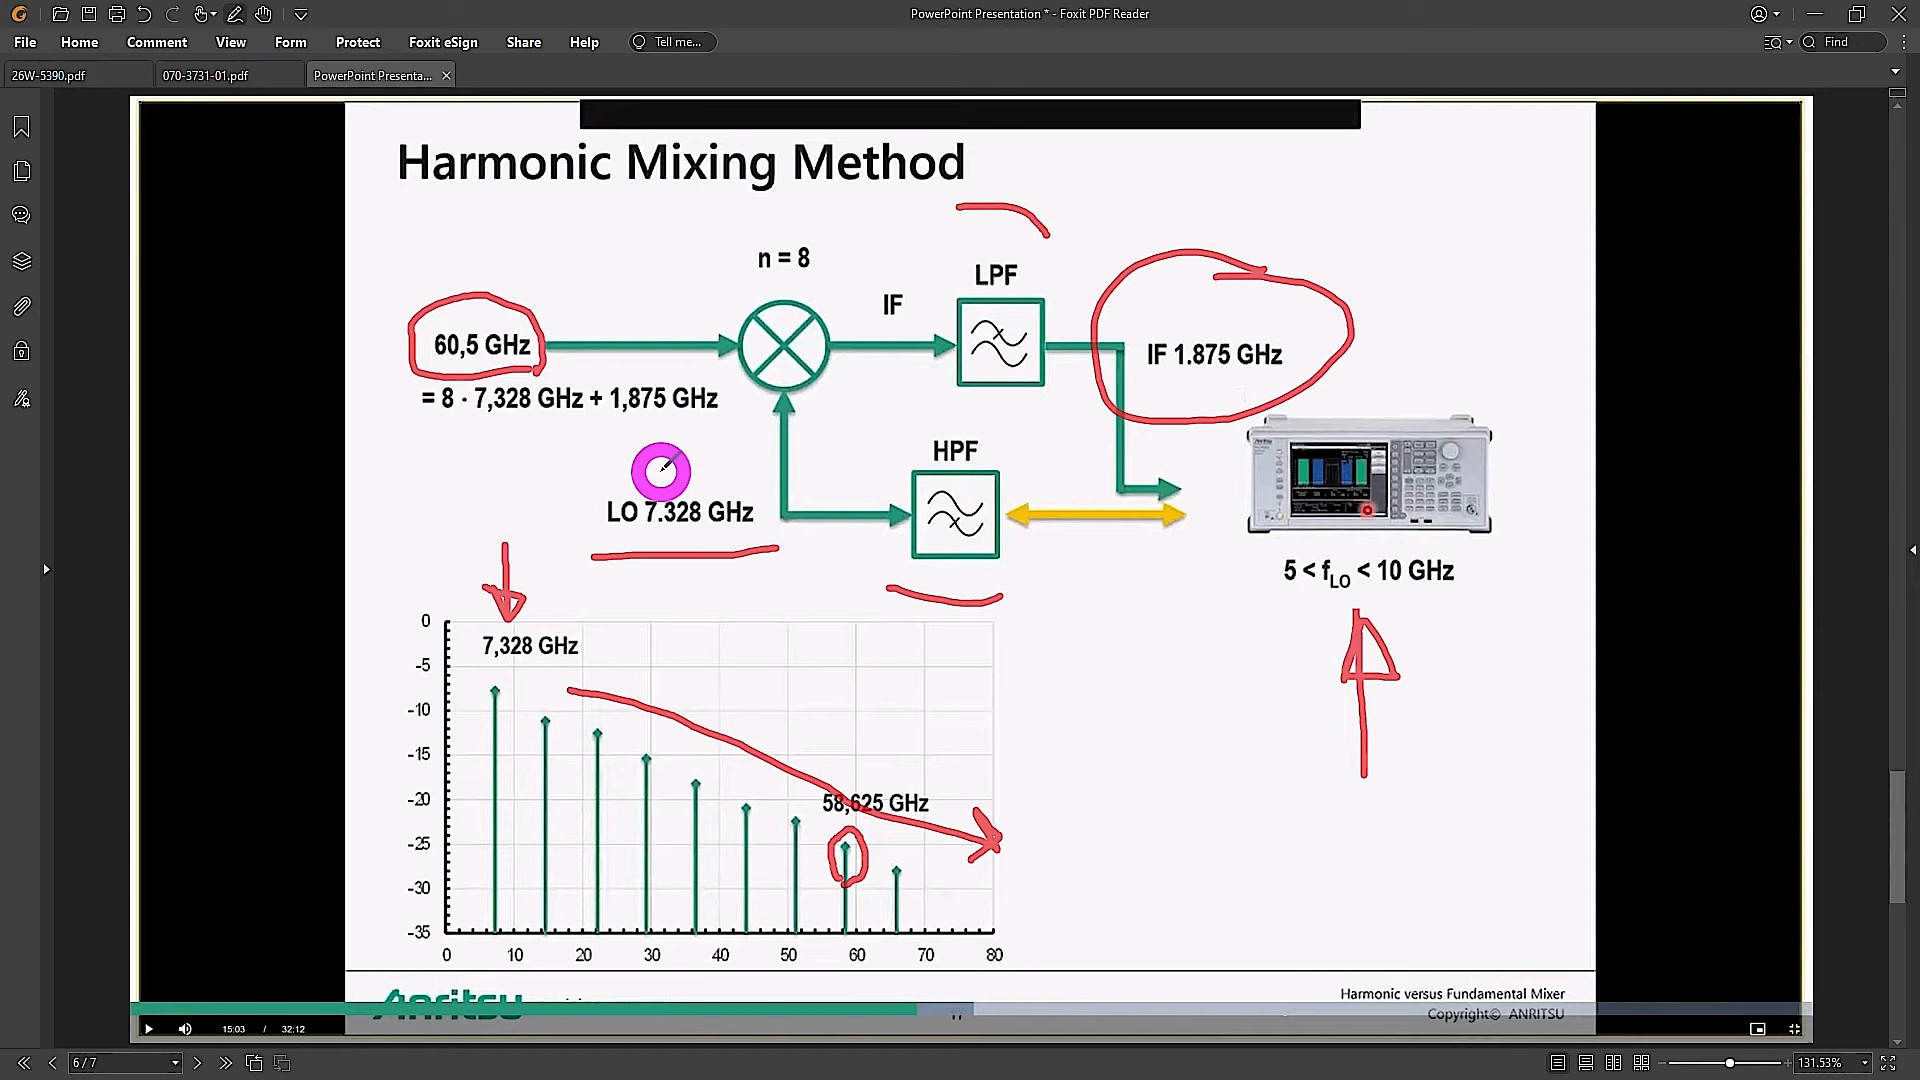 PowerPoint Presentation * - Foxit PDF Reader
File Home Comment View Form Protect Foxit eSign Share Help Tell me... Find
26W-5390.pdf 070-3731-01.pdf PowerPoint Presenta...
Harmonic Mixing Method
n = 8
LPF
IF
60,5 GHz
IF 1.875 GHz
= 8 · 7,328 GHz + 1,875 GHz
HPF
LO 7.328 GHz
5 < fLO < 10 GHz
0
7,328 GHz
-5
-10
-15
-20
58,625 GHz
-25
-30
-35
0 10 20 30 40 50 60 70 80
Anritsu
Harmonic versus Fundamental Mixer
Copyright© ANRITSU
15:03 / 32:12
6 / 7
131.53%